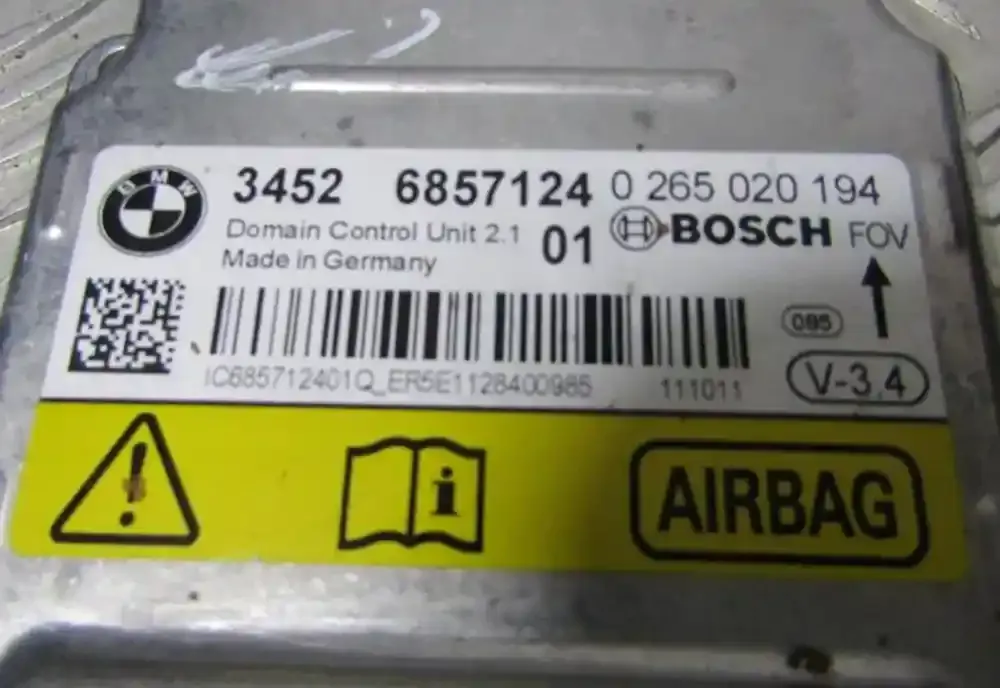 BMW
3452 6857124 0 265 020 194
Domain Control Unit 2.1 01 BOSCH FOV
Made in Germany
085
IC685712401Q_ER5E1128400985 111011 V-3.4
AIRBAG